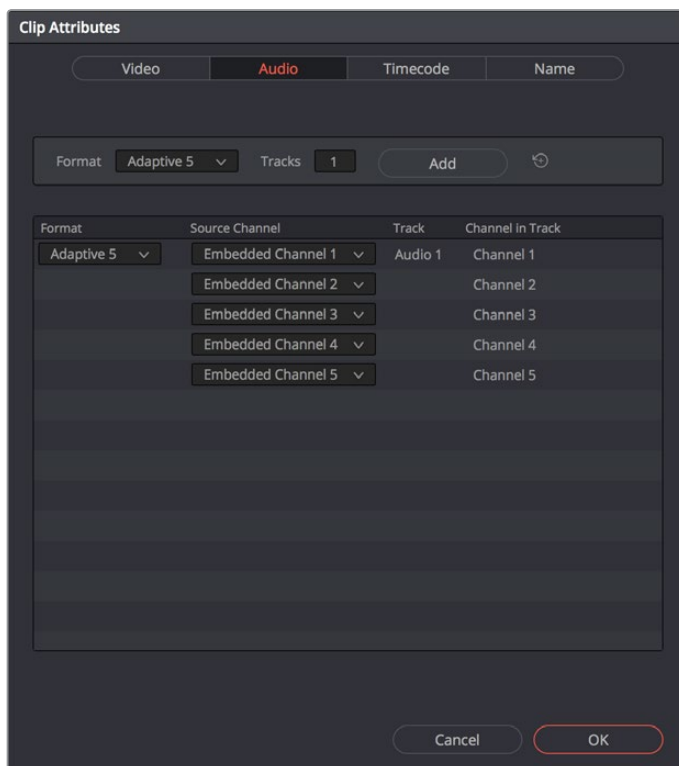 Clip Attributes
Video Audio Timecode Name
Format Adaptive 5 Tracks 1 Add
Format Source Channel Track Channel in Track
Adaptive 5 Embedded Channel 1 Audio 1 Channel 1
Embedded Channel 2 Channel 2
Embedded Channel 3 Channel 3
Embedded Channel 4 Channel 4
Embedded Channel 5 Channel 5
Cancel OK